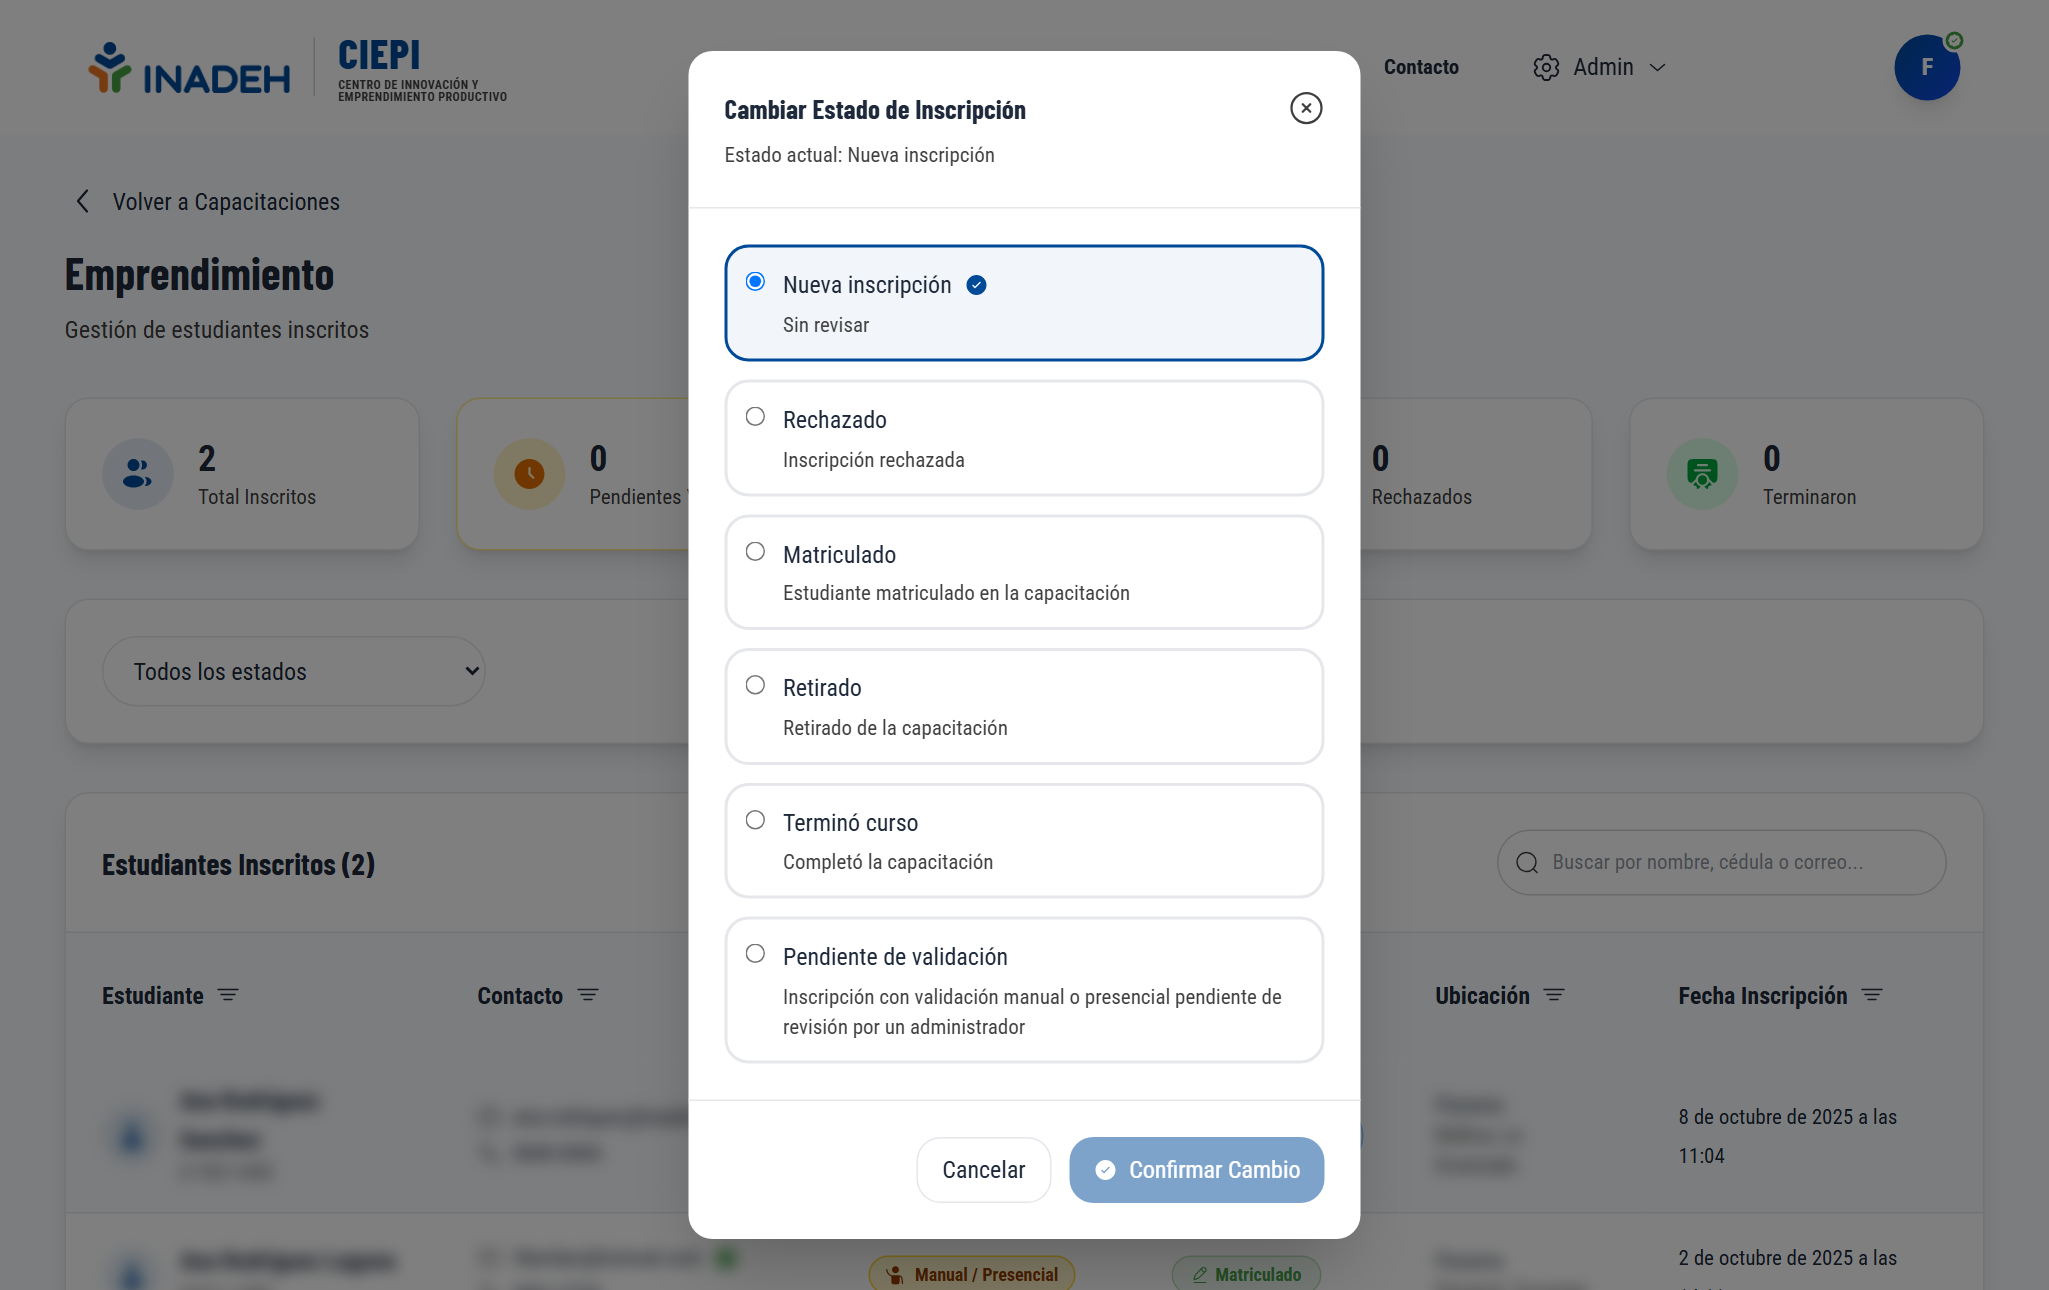 INADEH
CIEPI
CENTRO DE INNOVACIÓN Y
EMPRENDIMIENTO PRODUCTIVO
Contacto
Admin
F
Volver a Capacitaciones
Emprendimiento
Gestión de estudiantes inscritos
2
Total Inscritos
0
Pendientes
0
Rechazados
0
Terminaron
Todos los estados
Estudiantes Inscritos (2)
Buscar por nombre, cédula o correo...
Estudiante
Contacto
Ubicación
Fecha Inscripción
8 de octubre de 2025 a las
11:04
Manual / Presencial
Matriculado
2 de octubre de 2025 a las
Cambiar Estado de Inscripción
Estado actual: Nueva inscripción
Nueva inscripción
Sin revisar
Rechazado
Inscripción rechazada
Matriculado
Estudiante matriculado en la capacitación
Retirado
Retirado de la capacitación
Terminó curso
Completó la capacitación
Pendiente de validación
Inscripción con validación manual o presencial pendiente de
revisión por un administrador
Cancelar
Confirmar Cambio